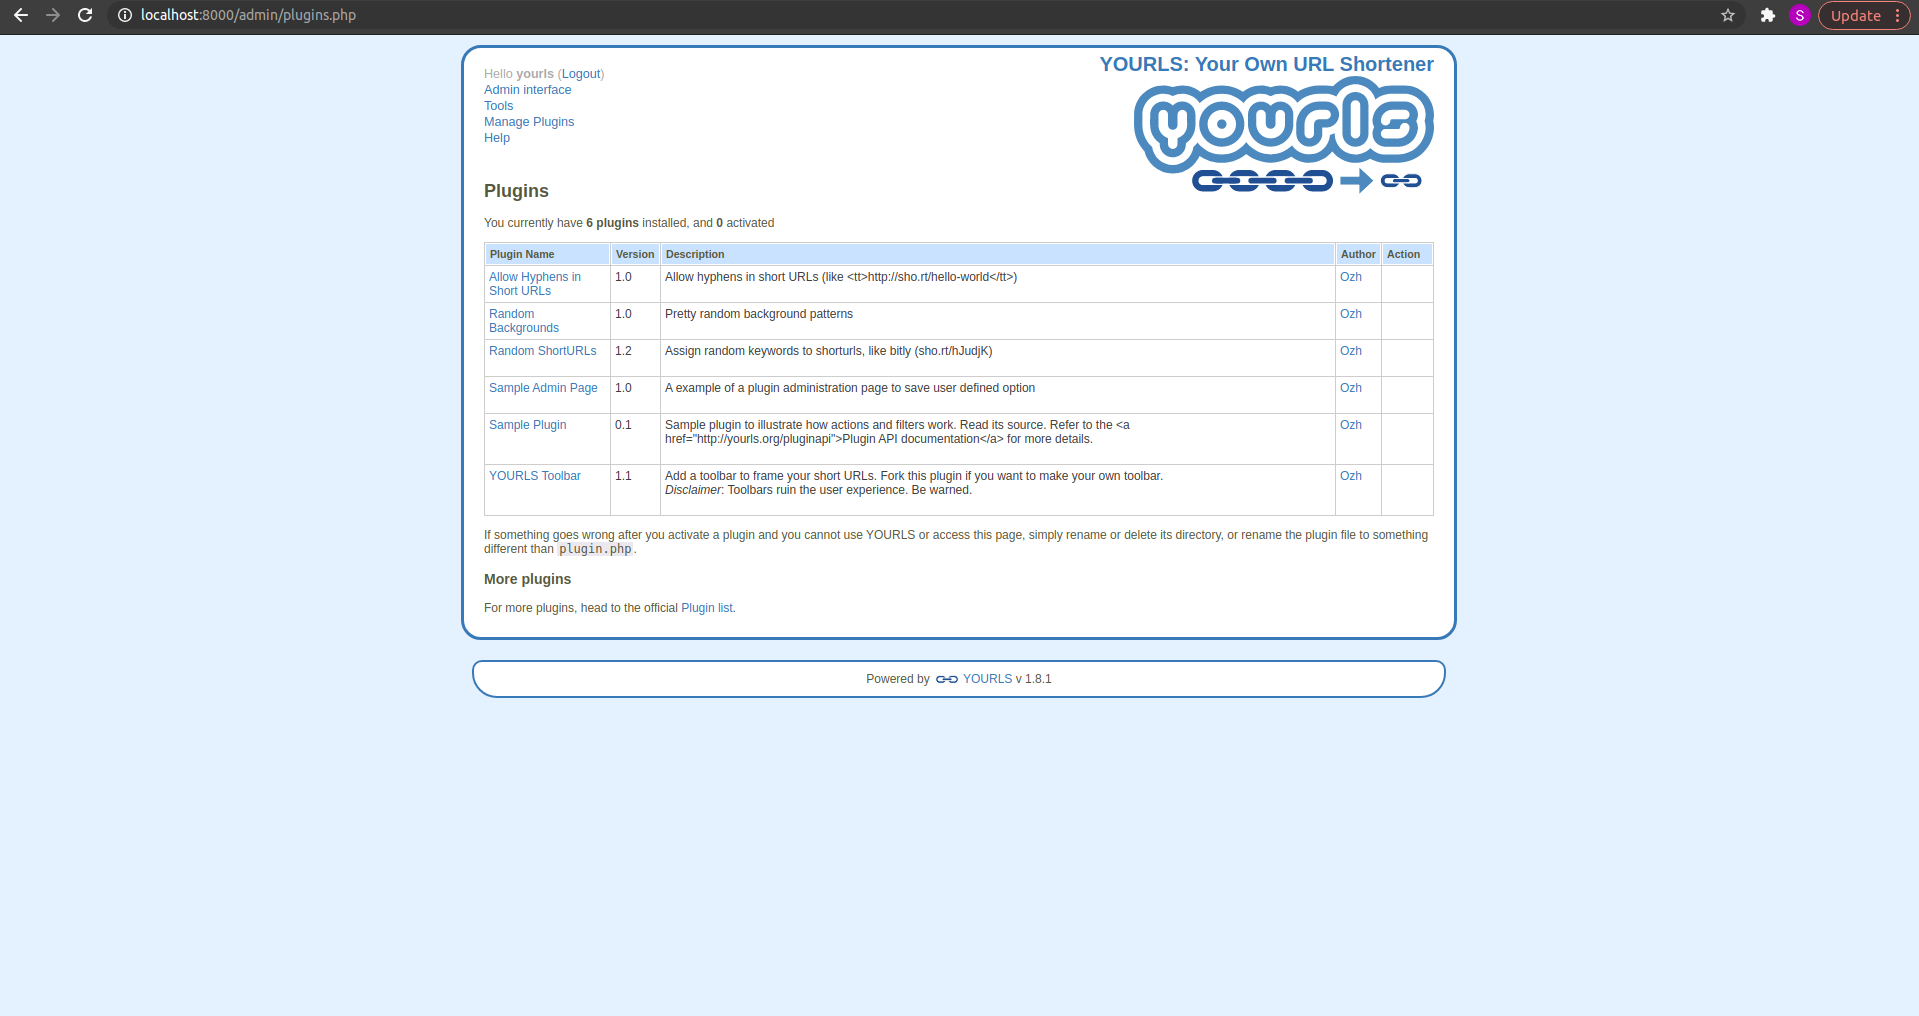 localhost:8000/admin/plugins.php
S
Update
Hello yourls (Logout)
Admin interface
Tools
Manage Plugins
Help
YOURLS: Your Own URL Shortener
yourls
Plugins
You currently have 6 plugins installed, and 0 activated
Plugin Name Version Description Author Action
Allow Hyphens in 1.0 Allow hyphens in short URLs (like <tt>http://sho.rt/hello-world</tt>) Ozh
Short URLs
Random 1.0 Pretty random background patterns Ozh
Backgrounds
Random ShortURLs 1.2 Assign random keywords to shorturls, like bitly (sho.rt/hJudjK) Ozh
Sample Admin Page 1.0 A example of a plugin administration page to save user defined option Ozh
Sample Plugin 0.1 Sample plugin to illustrate how actions and filters work. Read its source. Refer to the <a Ozh
href="http://yourls.org/pluginapi">Plugin API documentation</a> for more details.
YOURLS Toolbar 1.1 Add a toolbar to frame your short URLs. Fork this plugin if you want to make your own toolbar. Ozh
Disclaimer: Toolbars ruin the user experience. Be warned.
If something goes wrong after you activate a plugin and you cannot use YOURLS or access this page, simply rename or delete its directory, or rename the plugin file to something
different than plugin.php.
More plugins
For more plugins, head to the official Plugin list.
Powered by YOURLS v 1.8.1